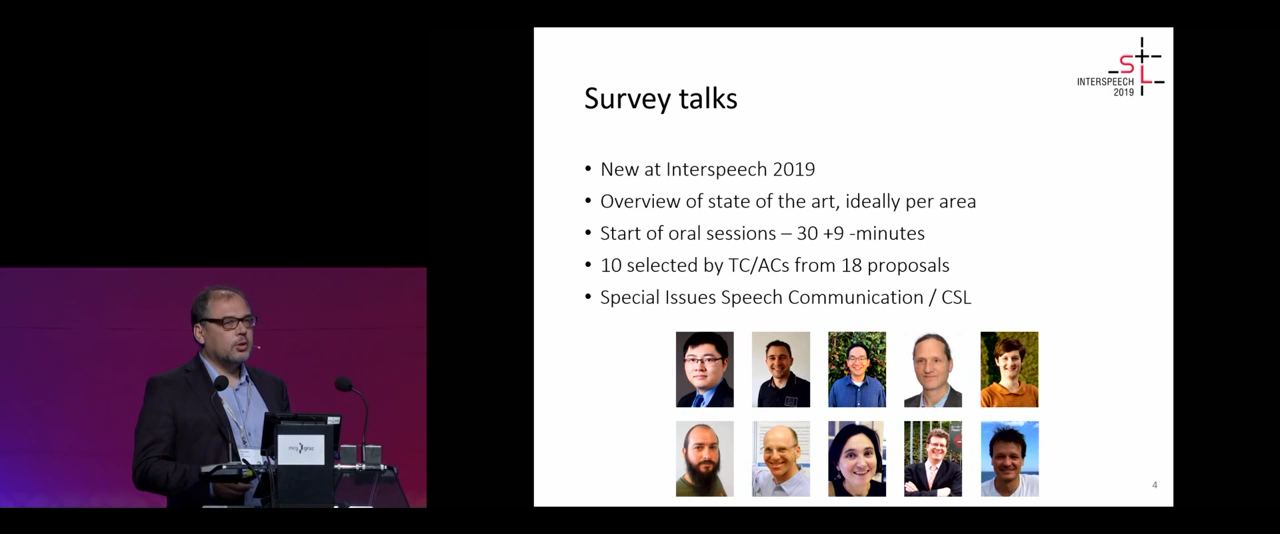 S
L
INTERSPEECH
2019
Survey talks
• New at Interspeech 2019
• Overview of state of the art, ideally per area
• Start of oral sessions – 30 +9 -minutes
• 10 selected by TC/ACs from 18 proposals
• Special Issues Speech Communication / CSL
4